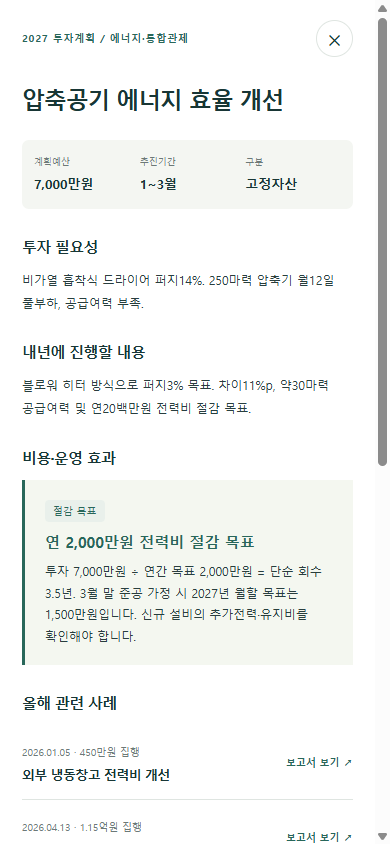 2027 투자계획 / 에너지·통합관제
압축공기 에너지 효율 개선
계획예산 추진기간 구분
7,000만원 1~3월 고정자산
투자 필요성
비가열 흡착식 드라이어 퍼지14%. 250마력 압축기 월12일
풀부하, 공급여력 부족.
내년에 진행할 내용
블로워 히터 방식으로 퍼지3% 목표. 차이11%p, 약30마력
공급여력 및 연20백만원 전력비 절감 목표.
비용·운영 효과
절감 목표
연 2,000만원 전력비 절감 목표
투자 7,000만원 ÷ 연간 목표 2,000만원 = 단순 회수
3.5년. 3월 말 준공 가정 시 2027년 월할 목표는
1,500만원입니다. 신규 설비의 추가전력·유지비를
확인해야 합니다.
올해 관련 사례
2026.01.05 · 450만원 집행
외부 냉동창고 전력비 개선
보고서 보기 ↗
2026.04.13 · 1.15억원 집행
보고서 보기 ↗